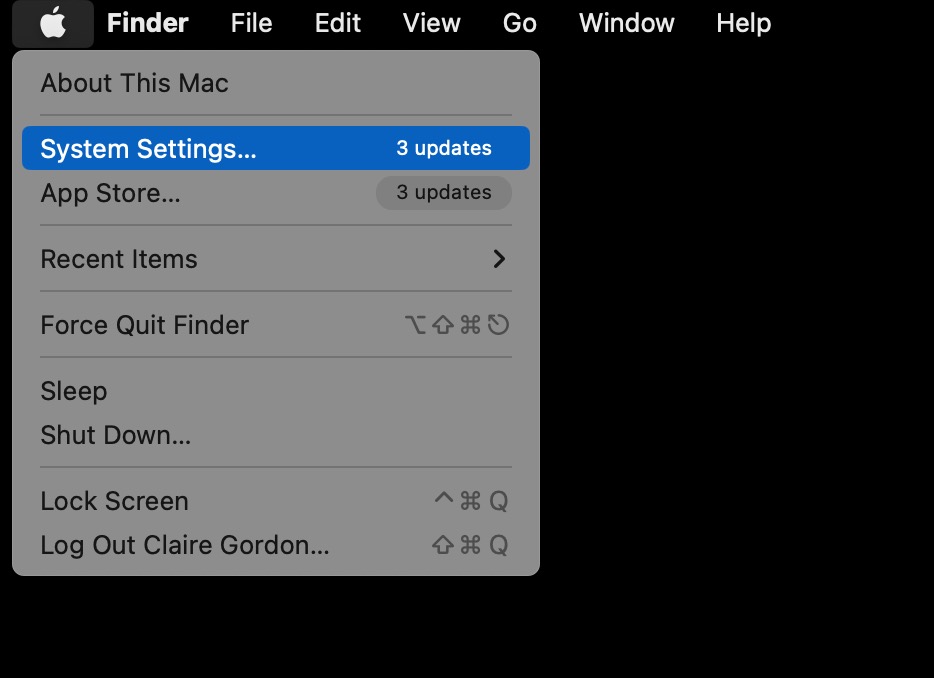 Finder File Edit View Go Window Help
About This Mac
System Settings... 3 updates
App Store... 3 updates
Recent Items
Force Quit Finder ⌥⇧⌘⎋
Sleep
Shut Down...
Lock Screen ^⌘Q
Log Out Claire Gordon... ⇧⌘Q